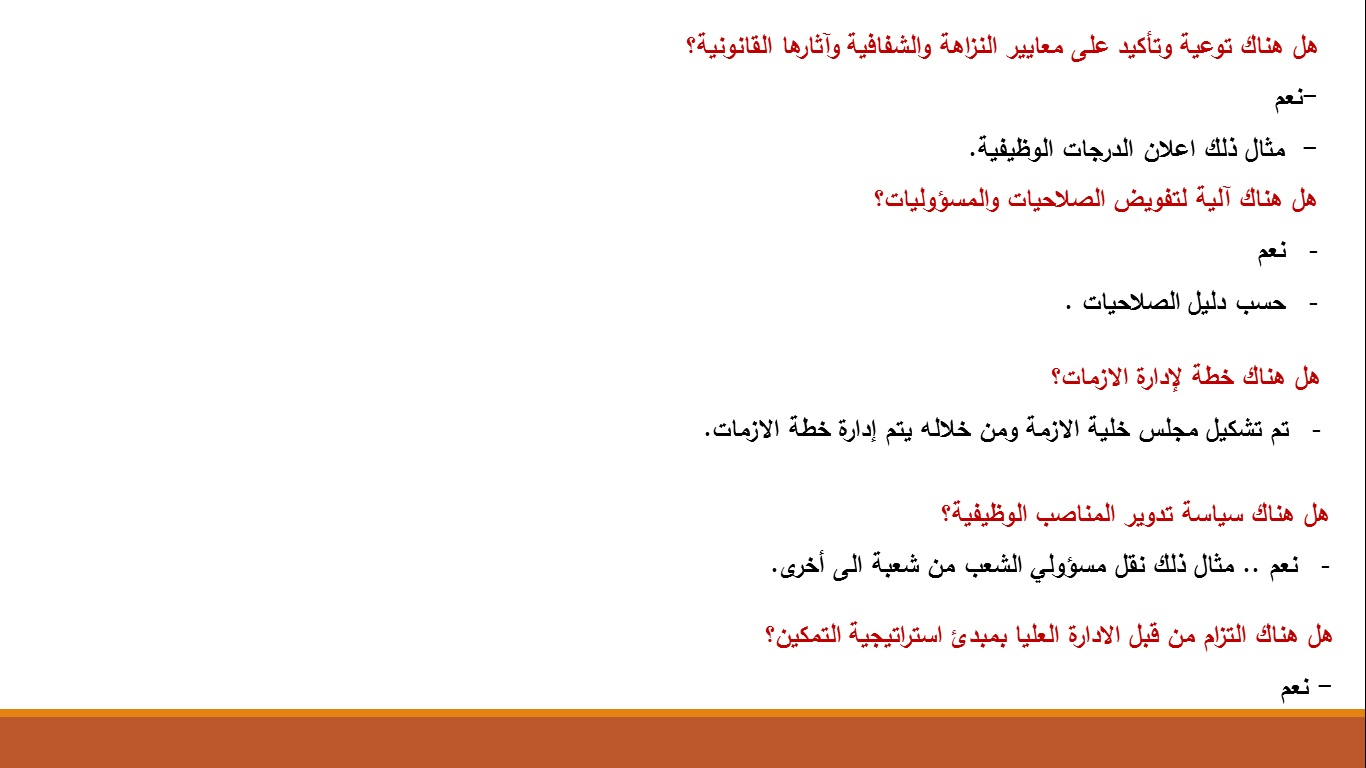 هل هناك توعية وتأكيد على معايير النزاهة والشفافية وآثارها القانونية؟
–نعم
– مثال ذلك اعلان الدرجات الوظيفية.
هل هناك آلية لتفويض الصلاحيات والمسؤوليات؟
- نعم
- حسب دليل الصلاحيات .
هل هناك خطة لإدارة الازمات؟
- تم تشكيل مجلس خلية الازمة ومن خلاله يتم إدارة خطة الازمات.
هل هناك سياسة تدوير المناصب الوظيفية؟
- نعم .. مثال ذلك نقل مسؤولي الشعب من شعبة الى أخرى.
هل هناك التزام من قبل الادارة العليا بمبدئ استراتيجية التمكين؟
– نعم